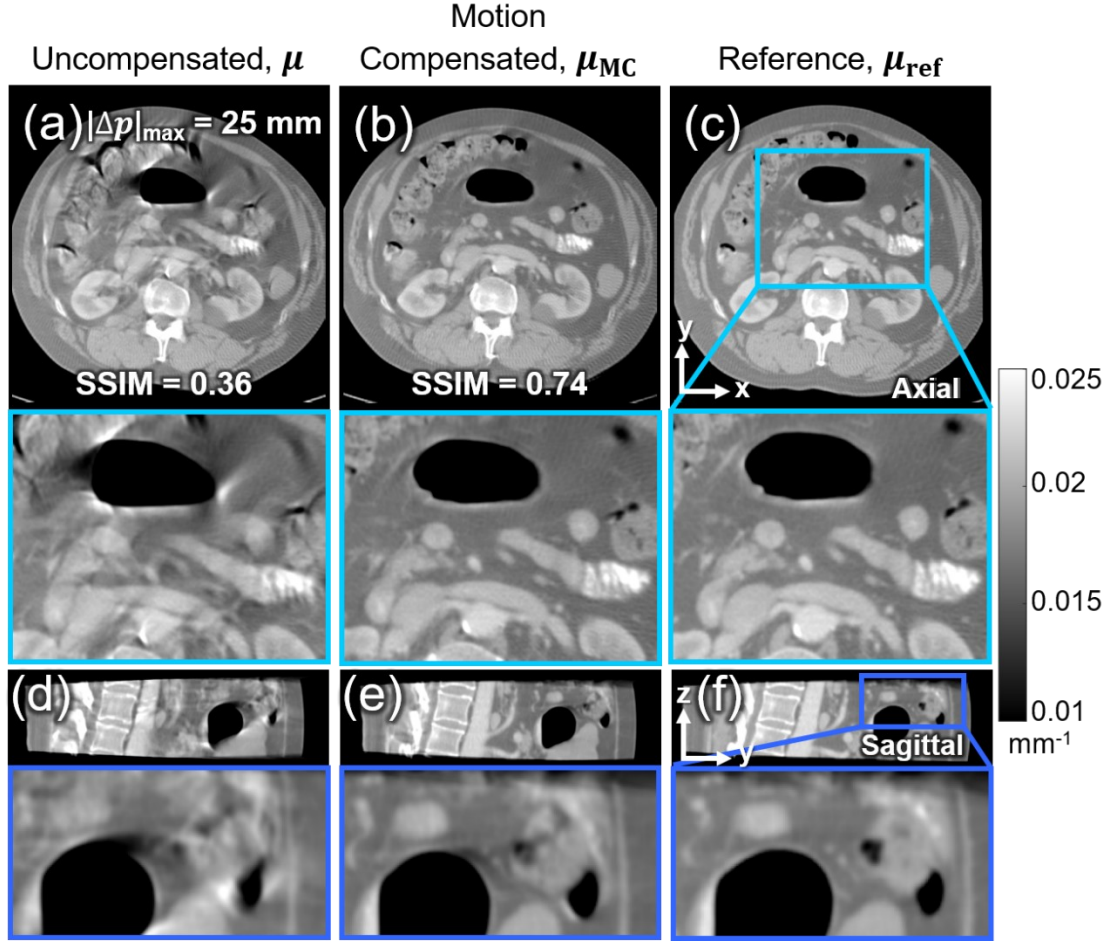 Motion
Uncompensated, μ
Compensated, μMC
Reference, μref
(a) |Δp|max = 25 mm
(b)
(c)
SSIM = 0.36
SSIM = 0.74
y
x
Axial
0.025
0.02
0.015
0.01
mm-1
(d)
(e)
(f)
z
y
Sagittal